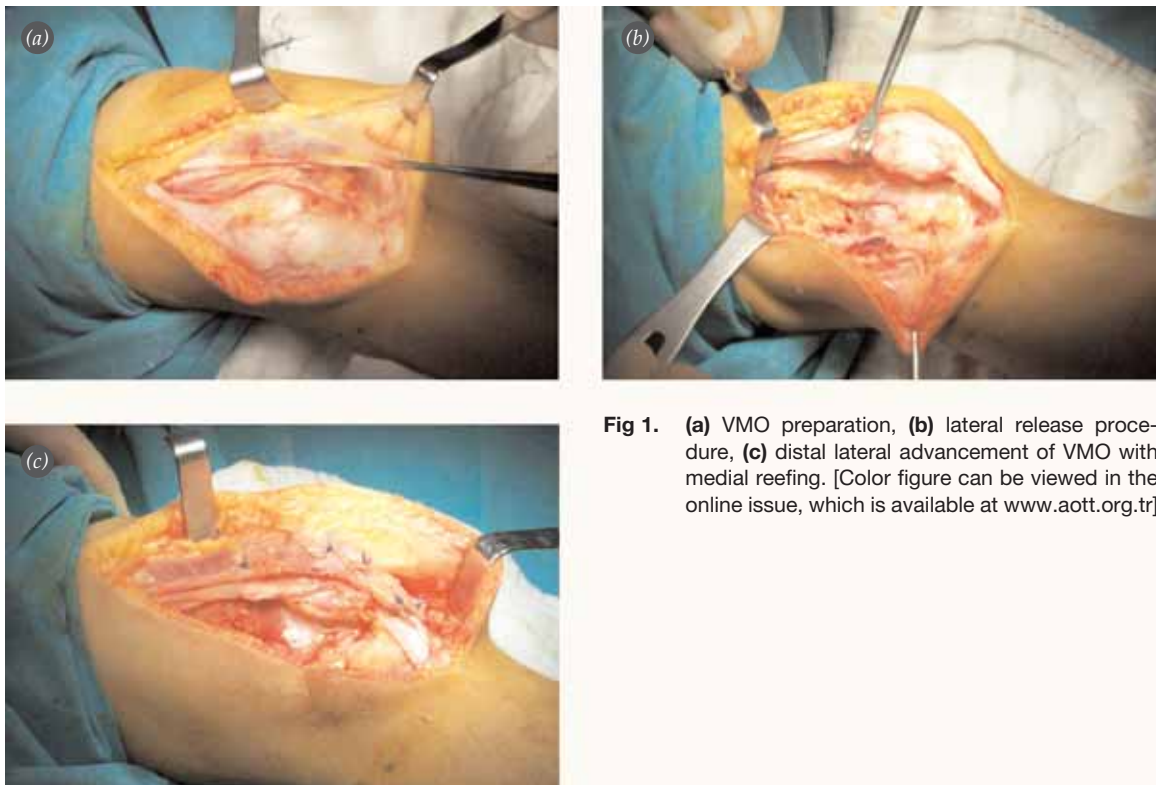 (a)
(b)
(c)
Fig 1. (a) VMO preparation, (b) lateral release proce-
dure, (c) distal lateral advancement of VMO with
medial reefing. [Color figure can be viewed in the
online issue, which is available at www.aott.org.tr]